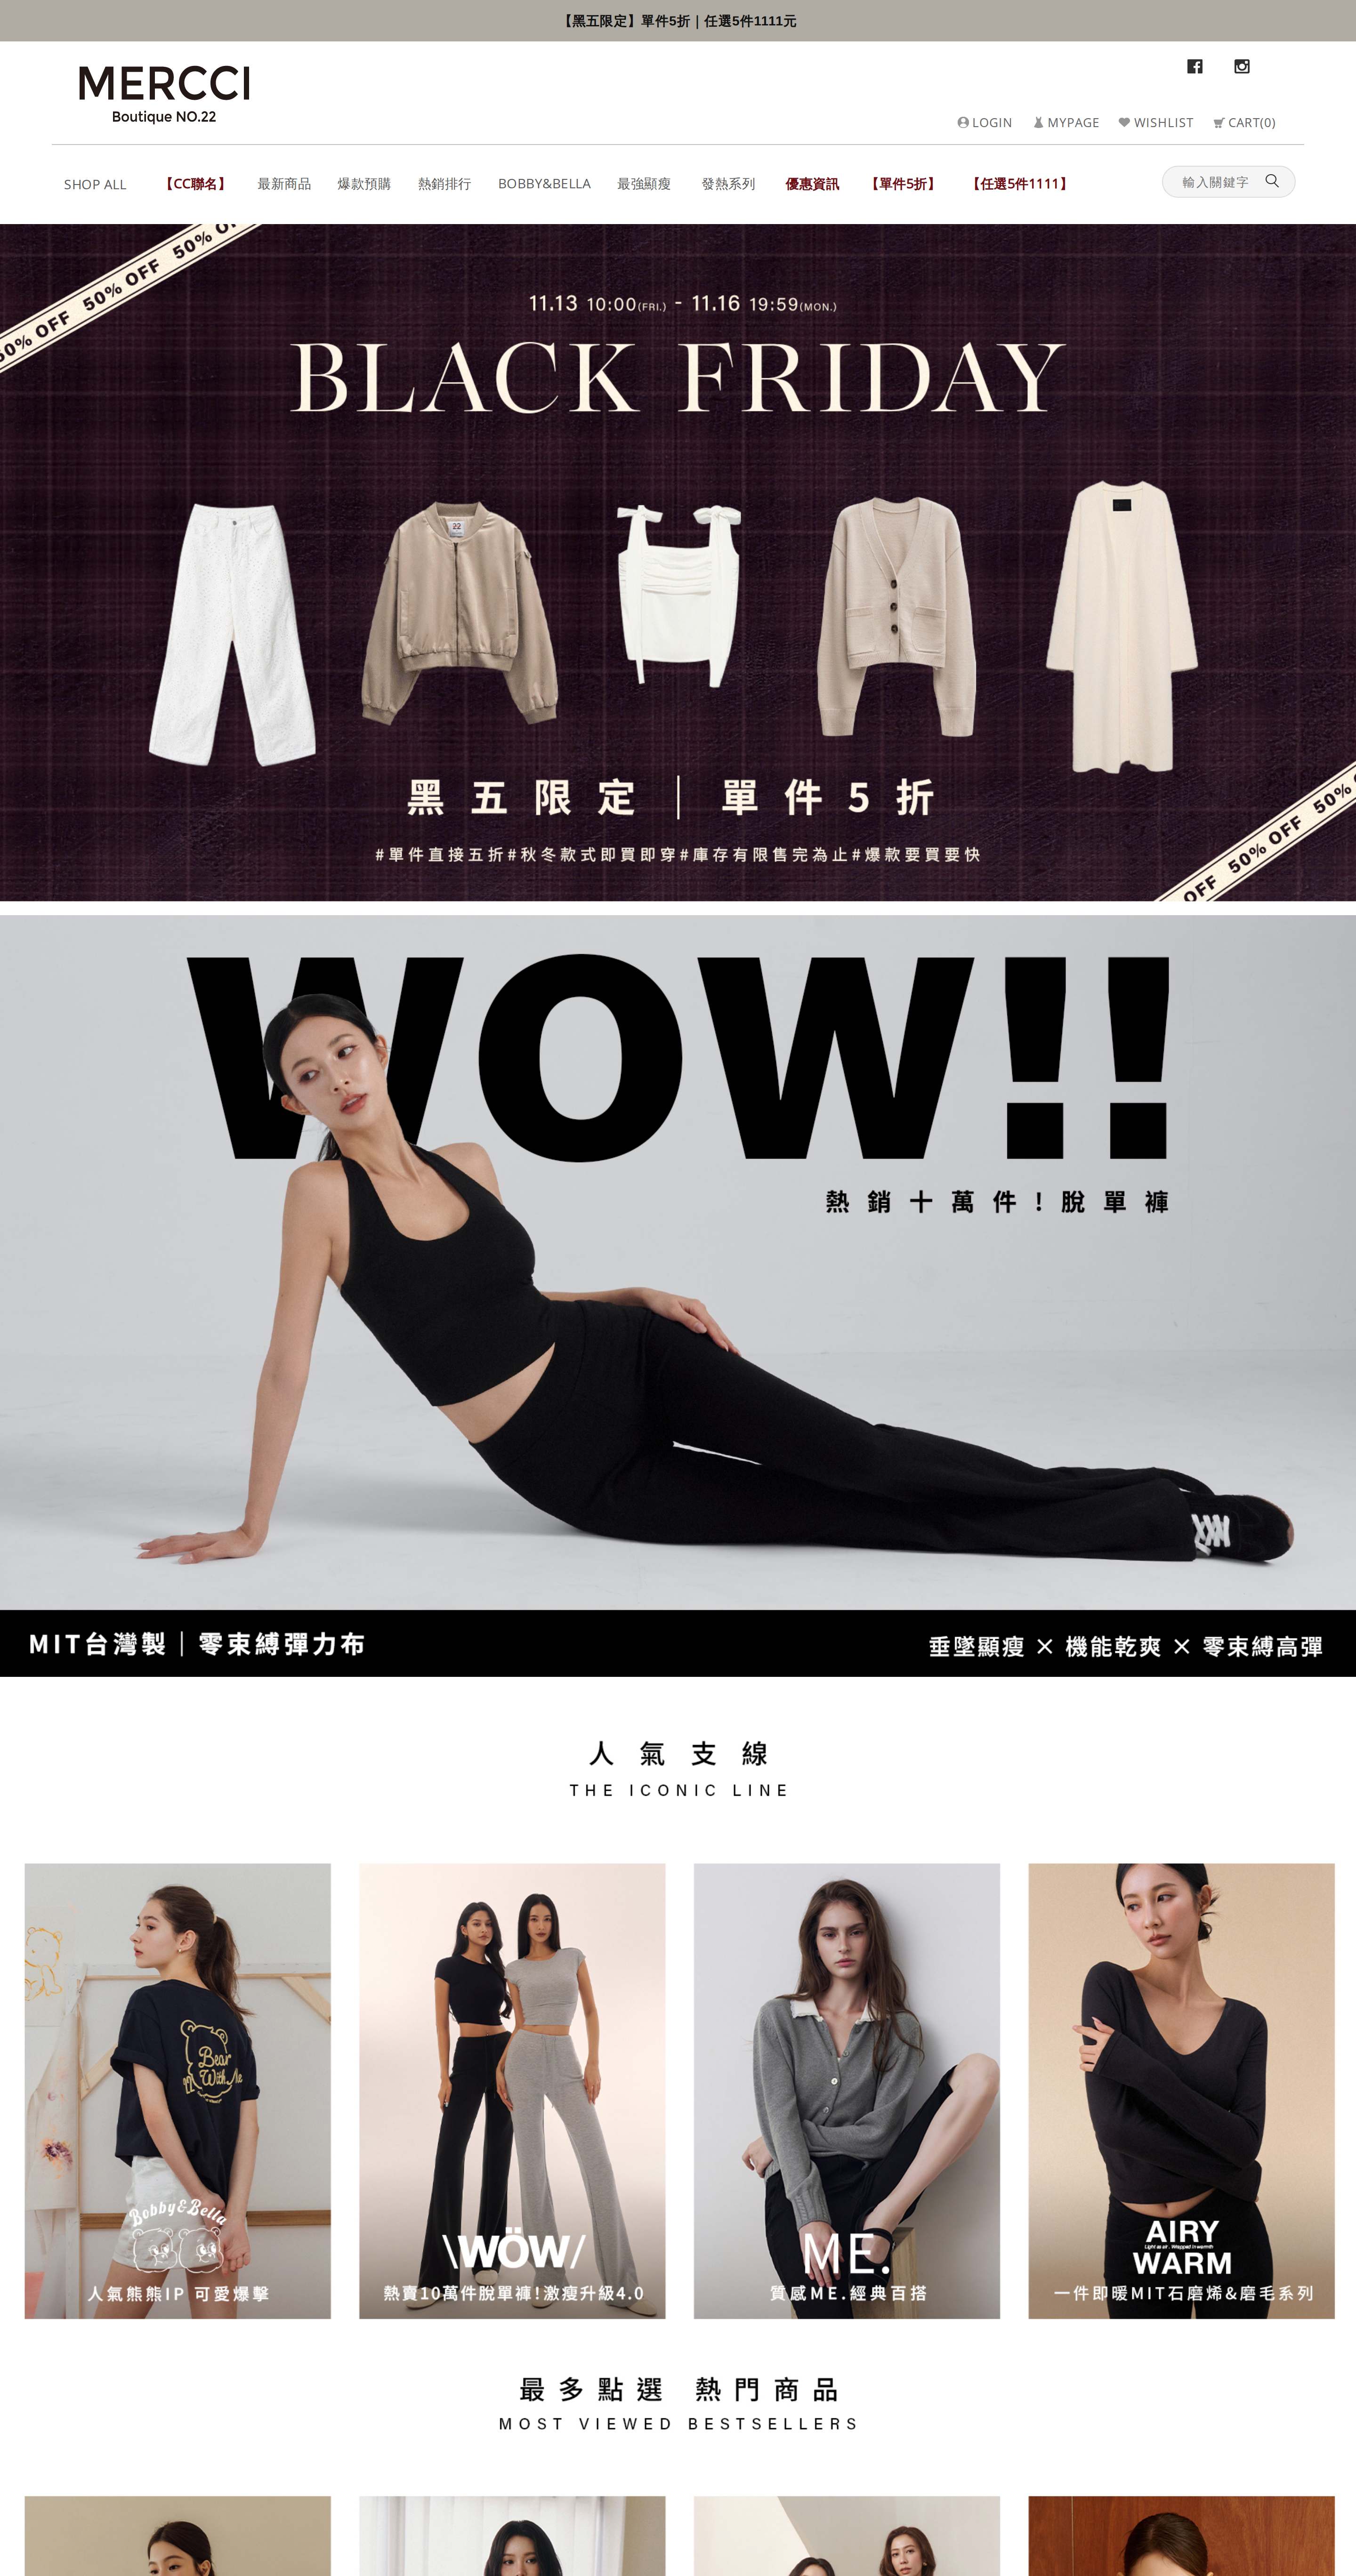 【黑五限定】單件5折｜任選5件1111元
MERCCI
Boutique NO.22
LOGIN MYPAGE WISHLIST CART(0)
SHOP ALL 【CC聯名】 最新商品 爆款預購 熱銷排行 BOBBY&BELLA 最強顯瘦 發熱系列 優惠資訊 【單件5折】 【任選5件1111】 輸入關鍵字
50% OFF 50% OFF 50% OFF
11.13 10:00(FRI.) - 11.16 19:59(MON.)
BLACK FRIDAY
22
黑五限定｜單件5折
#單件直接五折#秋冬款式即買即穿#庫存有限售完為止#爆款要買要快
OFF 50% OFF 50%
WOW!!
熱銷十萬件!脫單褲
MIT台灣製｜零束縛彈力布
垂墜顯瘦 × 機能乾爽 × 零束縛高彈
人氣支線
THE ICONIC LINE
Bear
With Me
Bobby&Bella
人氣熊熊IP 可愛爆擊
\WÖW/
熱賣10萬件脫單褲!激瘦升級4.0
ME.
質感ME.經典百搭
AIRY
Light as air . Wrapped in warmth
WARM
一件即暖MIT石磨烯&磨毛系列
最多點選 熱門商品
MOST VIEWED BESTSELLERS